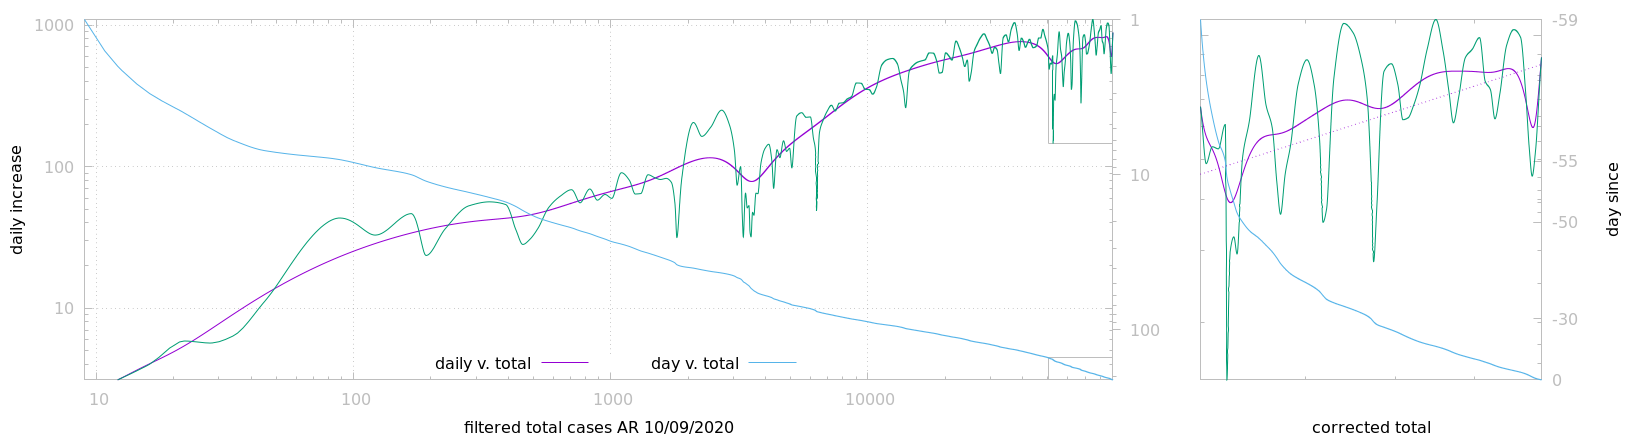 1000
100
10
daily increase
10
100
1000
10000
filtered total cases AR 10/09/2020
daily v. total
day v. total
1
10
100
-59
-55
-50
-30
0
day since
corrected total